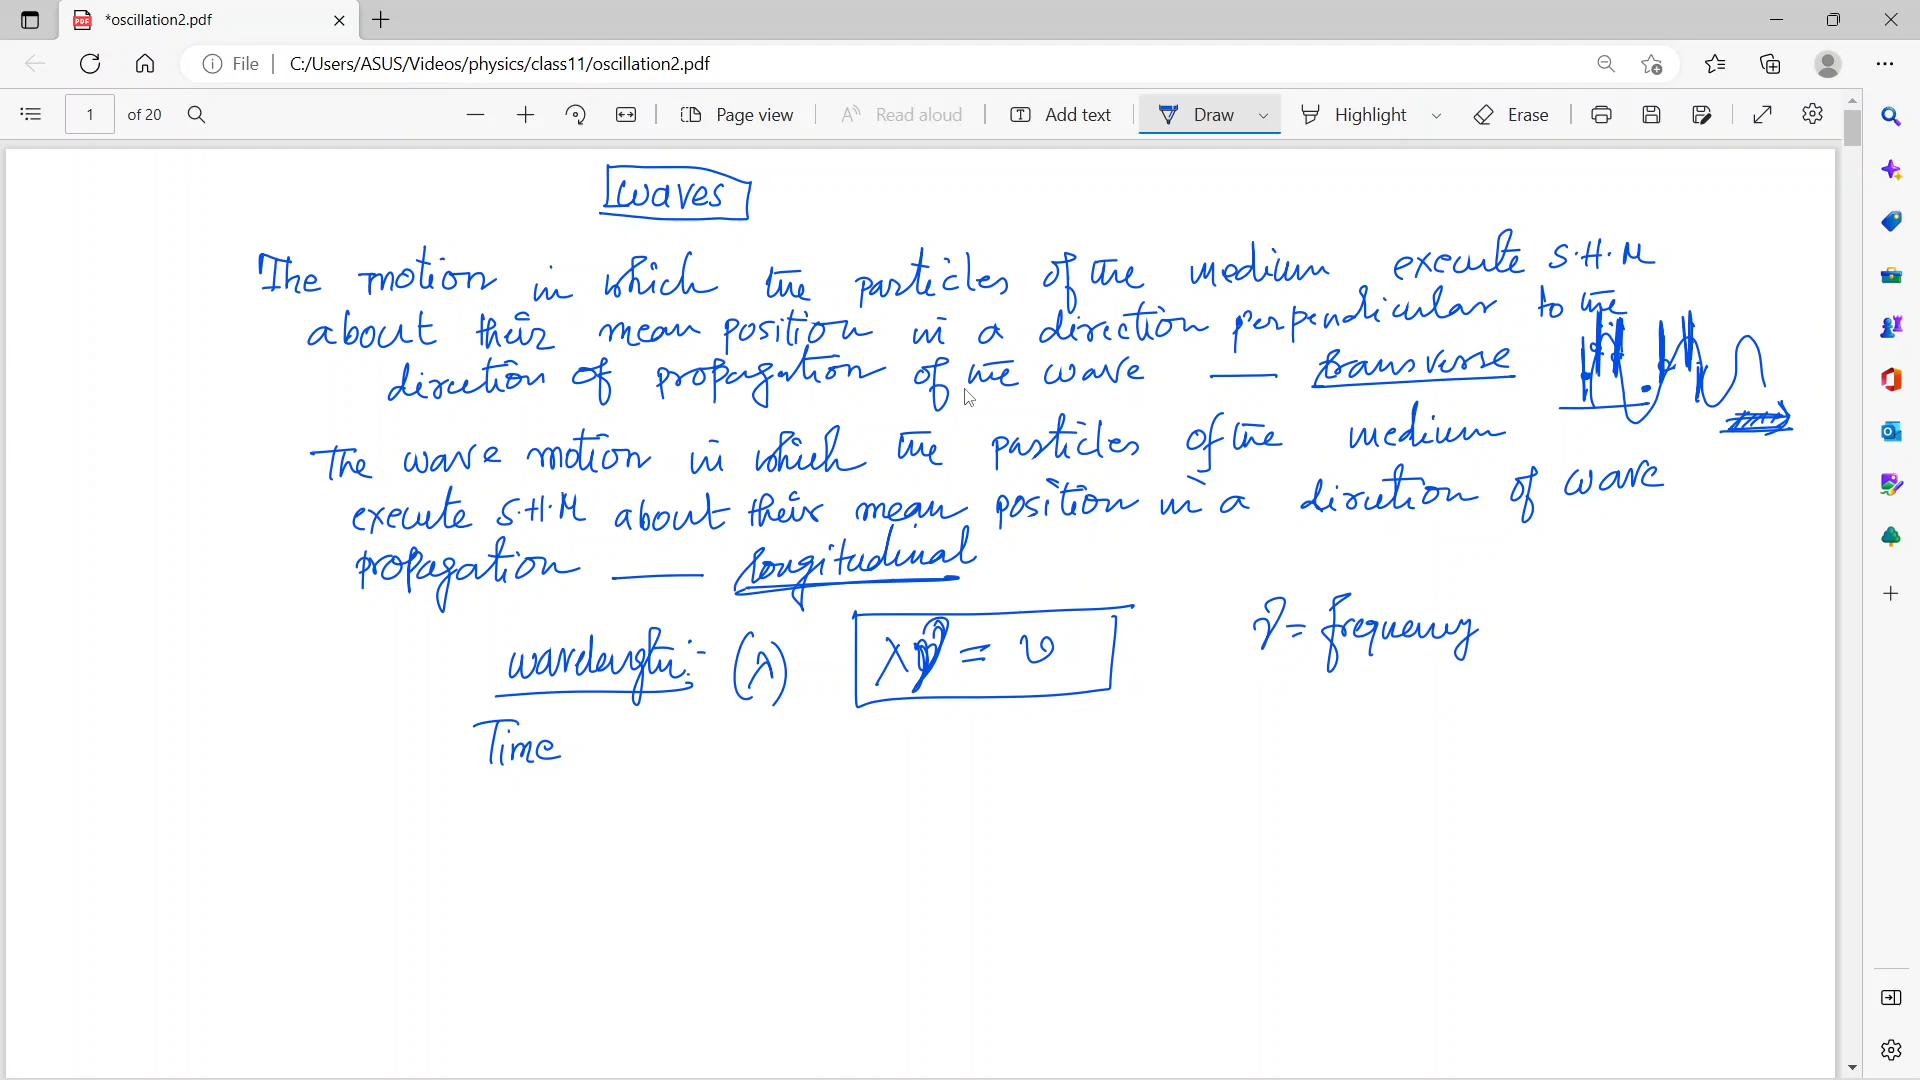 *oscillation2.pdf
File
C:/Users/ASUS/Videos/physics/class11/oscillation2.pdf
1 of 20
Page view
Read aloud
Add text
Draw
Highlight
Erase
waves
The motion in which the particles of the medium execute S.H.M
about their mean position in a direction perpendicular to the
direction of propagation of the wave — transverse
The wave motion in which the particles of the medium
execute S.H.M about their mean position in a direction of wave
propagation — longitudinal
wavelength:- (λ) λν = v ν = frequency
Time